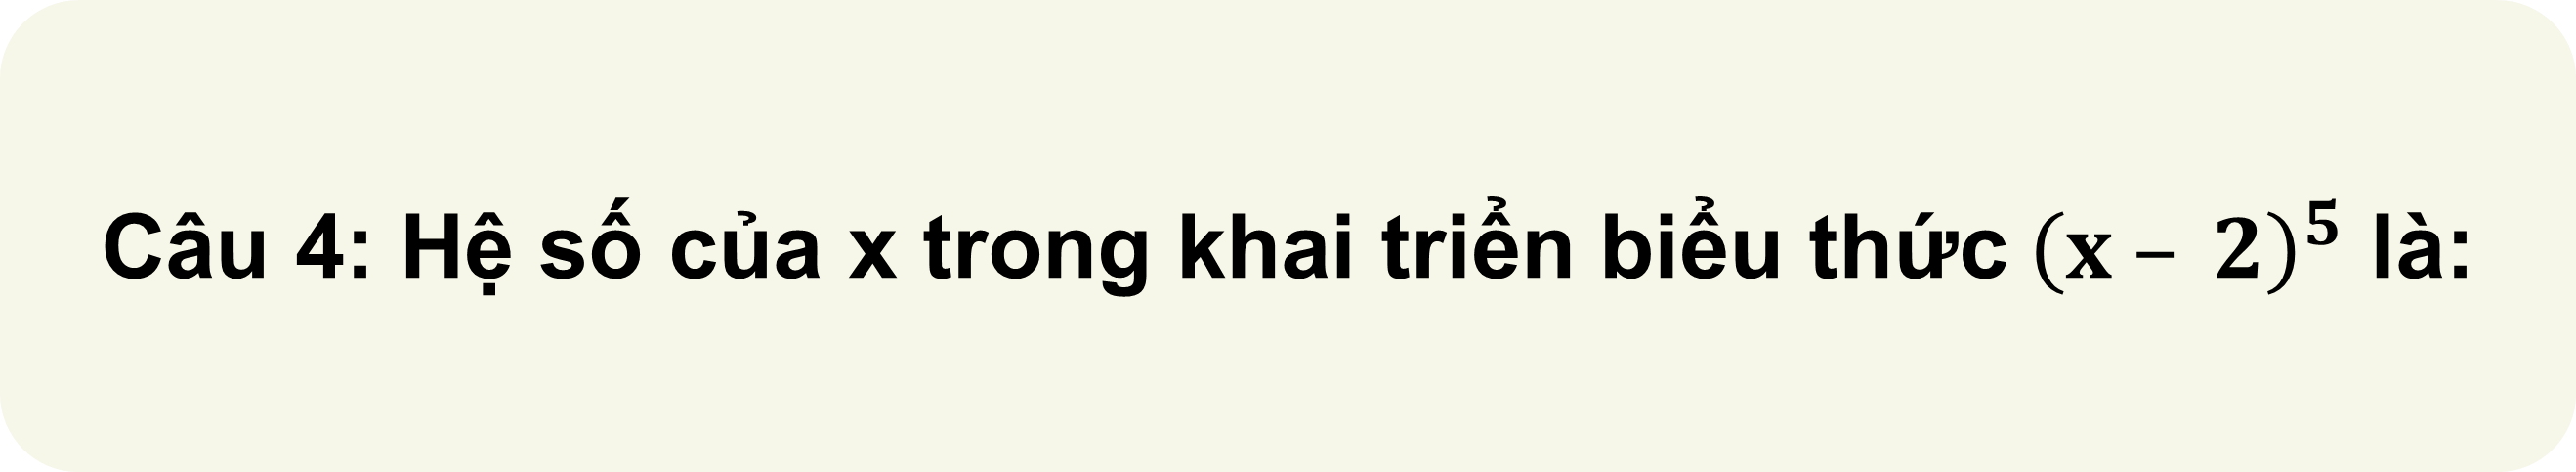 Câu 4: Hệ số của x trong khai triển biểu thức (x – 2)⁵ là: